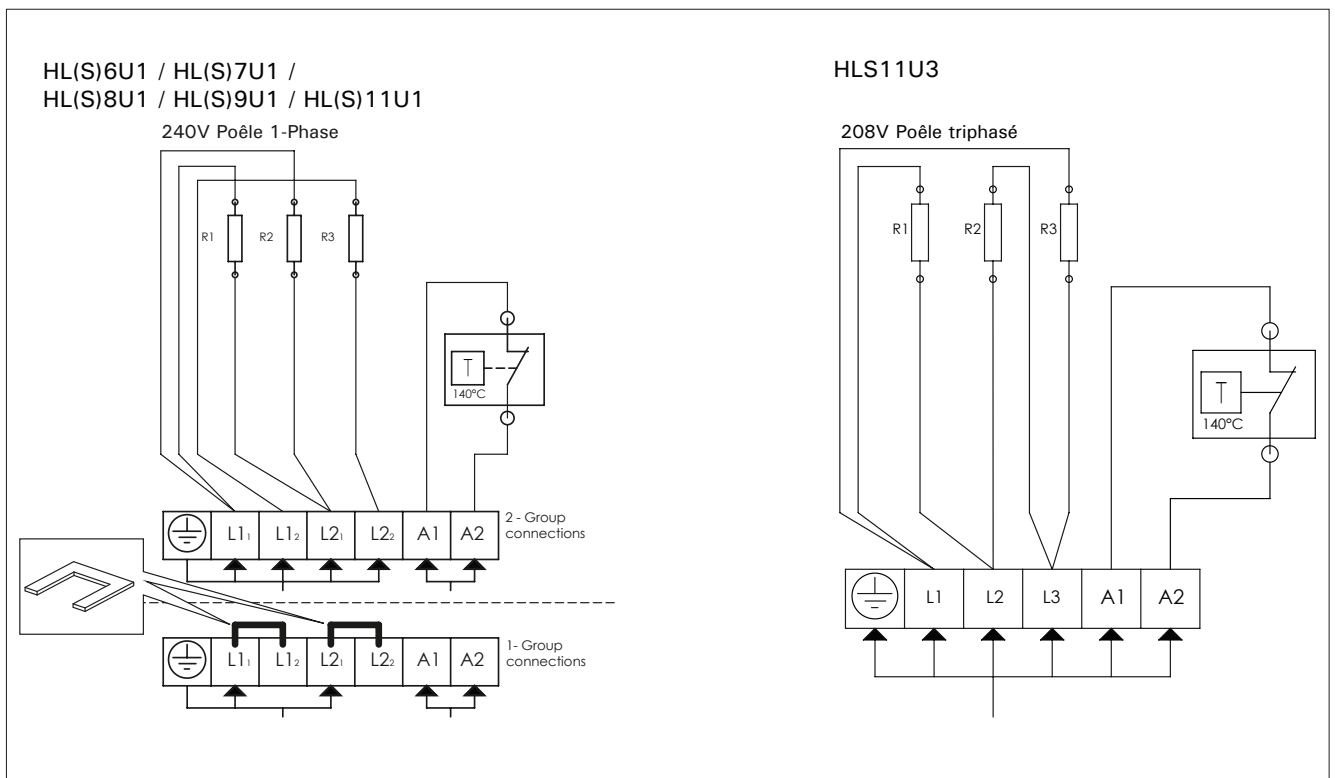 HL(S)6U1 / HL(S)7U1 /
HL(S)8U1 / HL(S)9U1 / HL(S)11U1
240V Poêle 1-Phase
R1 R2 R3
T
140°C
L1₁ L1₂ L2₁ L2₂ A1 A2
2 - Group
connections
L1₁ L1₂ L2₁ L2₂ A1 A2
1- Group
connections
HLS11U3
208V Poêle triphasé
R1 R2 R3
T
140°C
L1 L2 L3 A1 A2